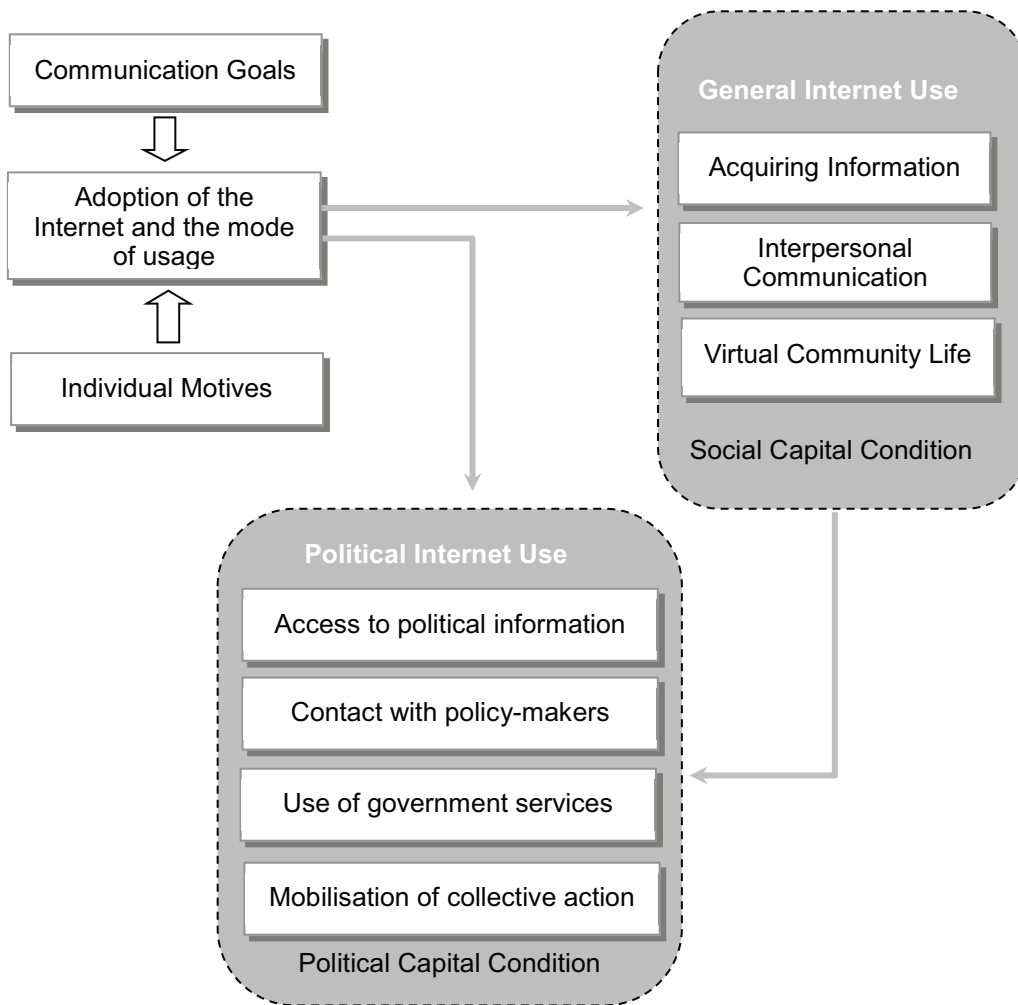 Communication Goals
Adoption of the
Internet and the mode
of usage
Individual Motives
General Internet Use
Acquiring Information
Interpersonal
Communication
Virtual Community Life
Social Capital Condition
Political Internet Use
Access to political information
Contact with policy-makers
Use of government services
Mobilisation of collective action
Political Capital Condition